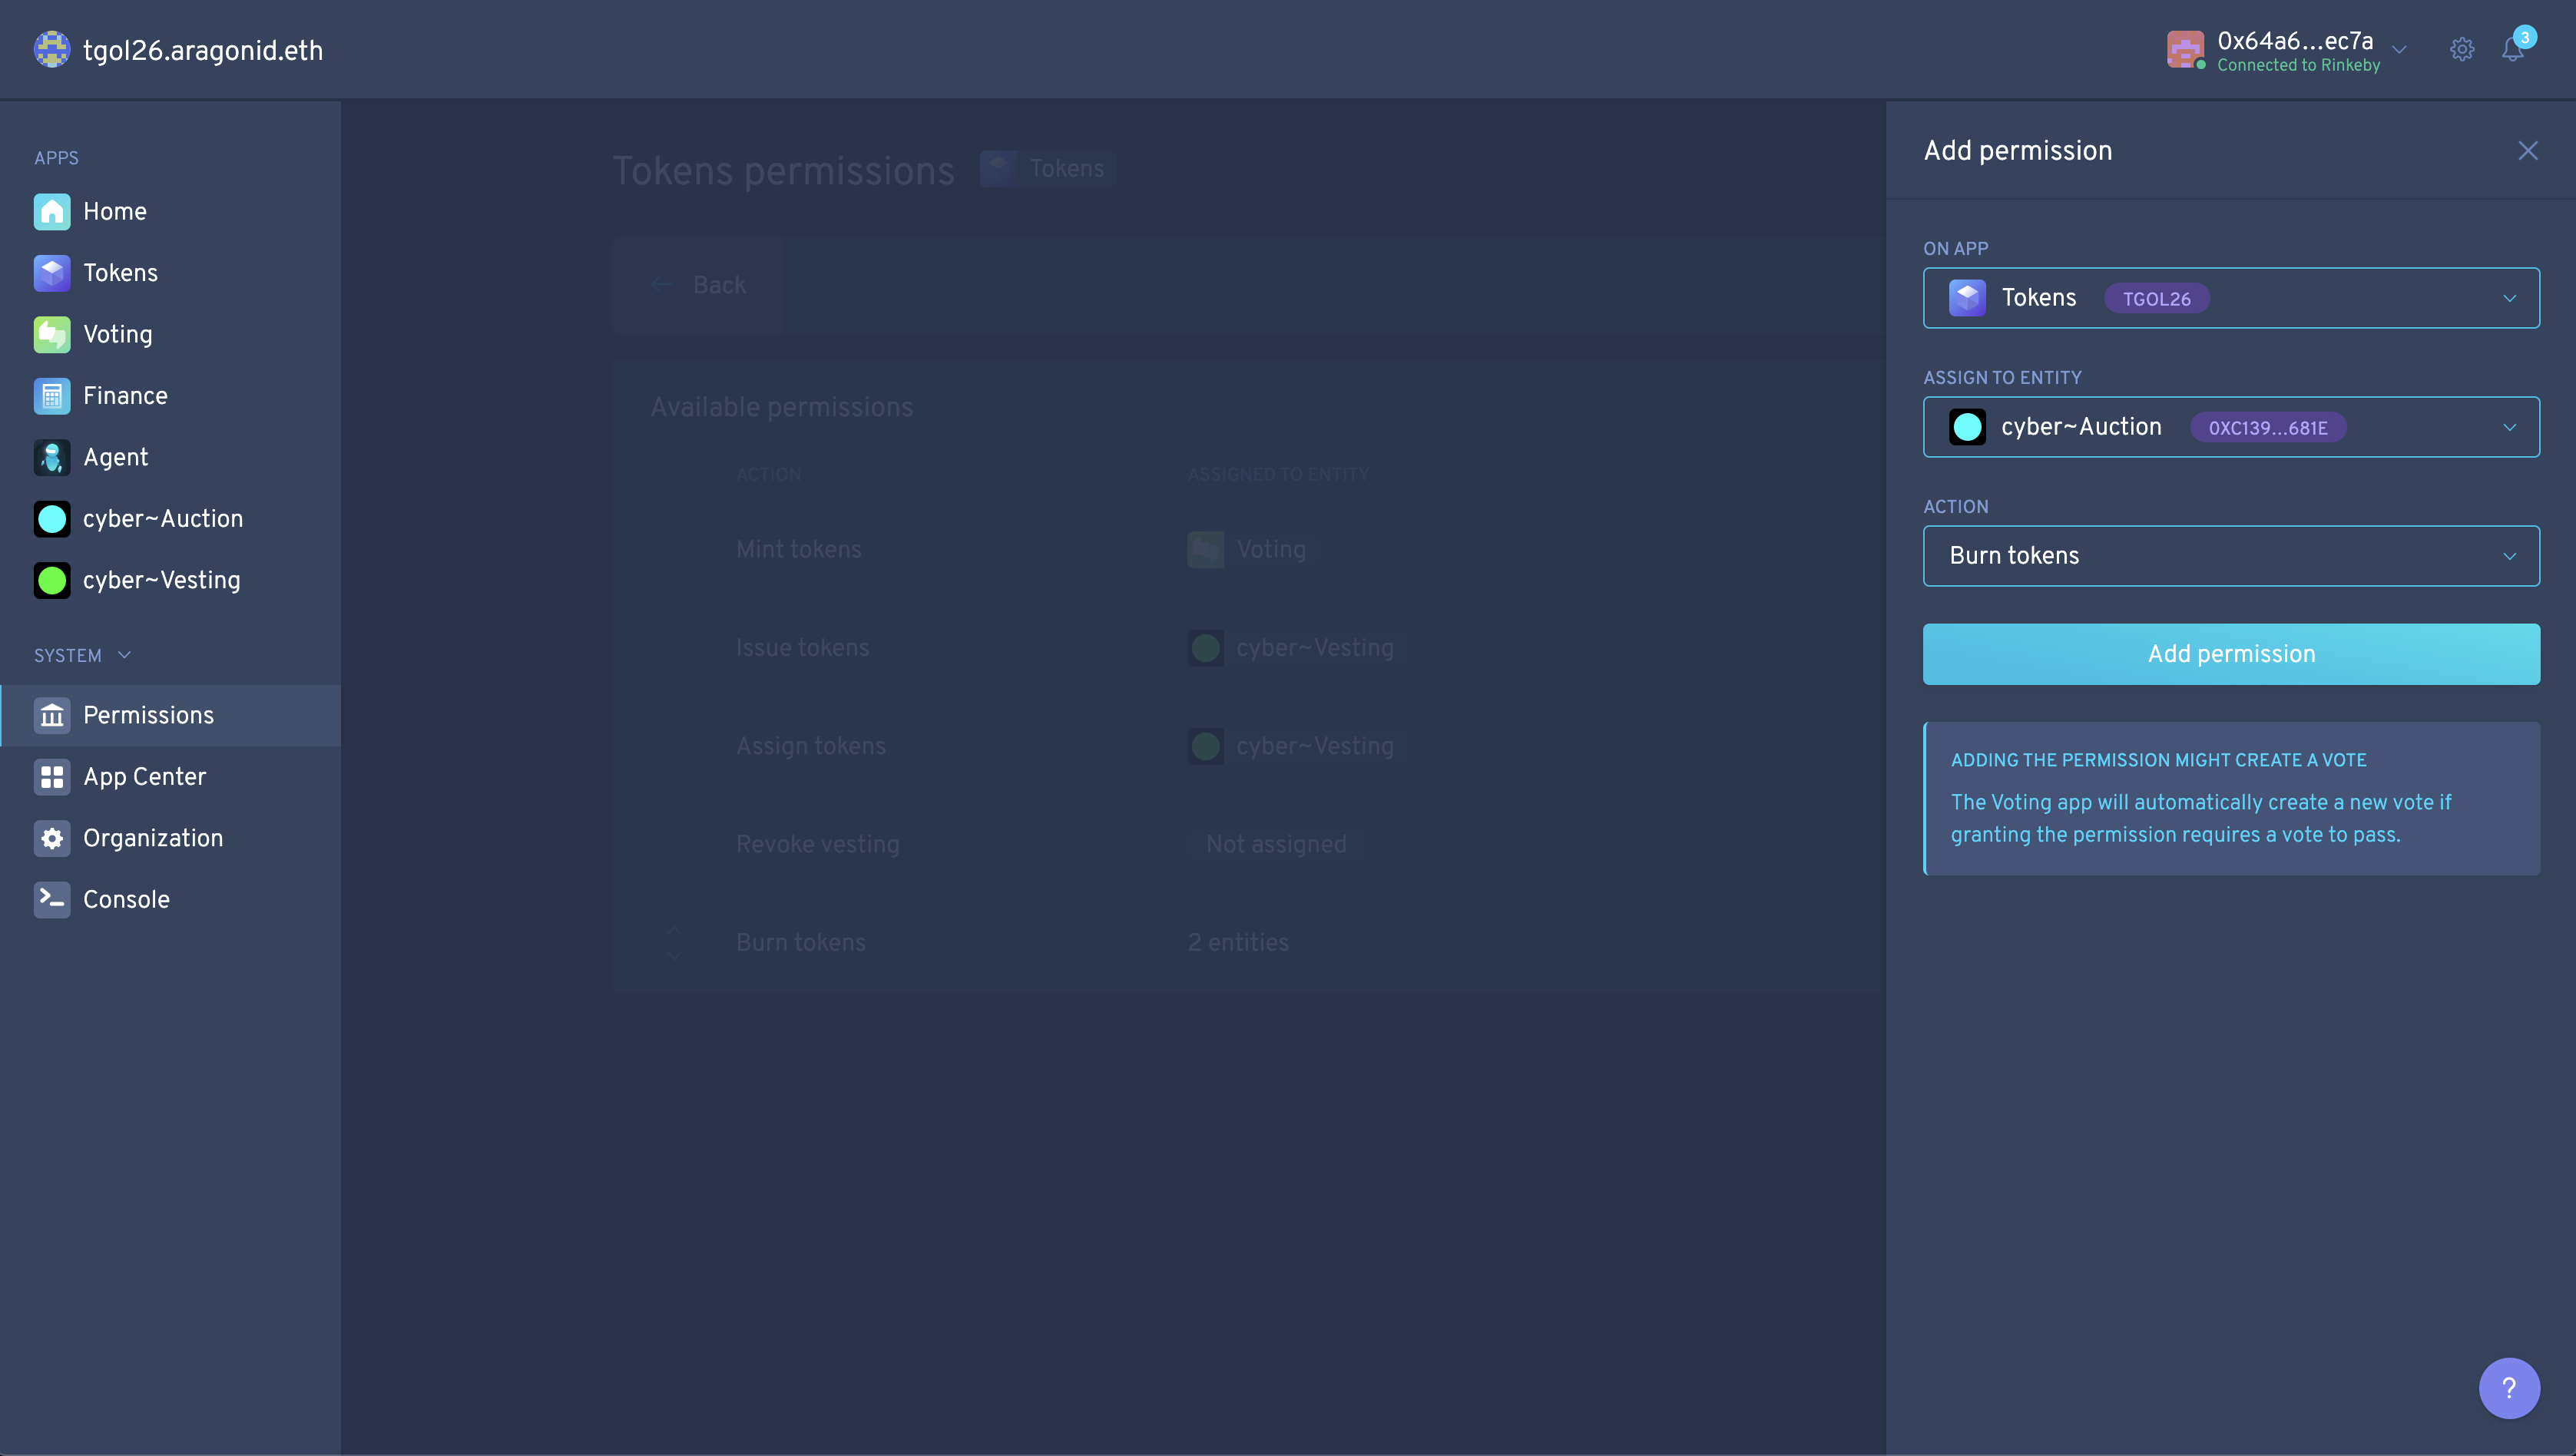 tgol26.aragonid.eth
0x64a6...ec7a
Connected to Rinkeby
3
APPS
Home
Tokens
Voting
Finance
Agent
cyber~Auction
cyber~Vesting
SYSTEM
Permissions
App Center
Organization
Console
Tokens permissions
Tokens
Back
Available permissions
ACTION
ASSIGNED TO ENTITY
Mint tokens
Voting
Issue tokens
cyber~Vesting
Assign tokens
cyber~Vesting
Revoke vesting
Not assigned
Burn tokens
2 entities
Add permission
ON APP
Tokens TGOL26
ASSIGN TO ENTITY
cyber~Auction 0XC139...681E
ACTION
Burn tokens
Add permission
ADDING THE PERMISSION MIGHT CREATE A VOTE
The Voting app will automatically create a new vote if
granting the permission requires a vote to pass.
?